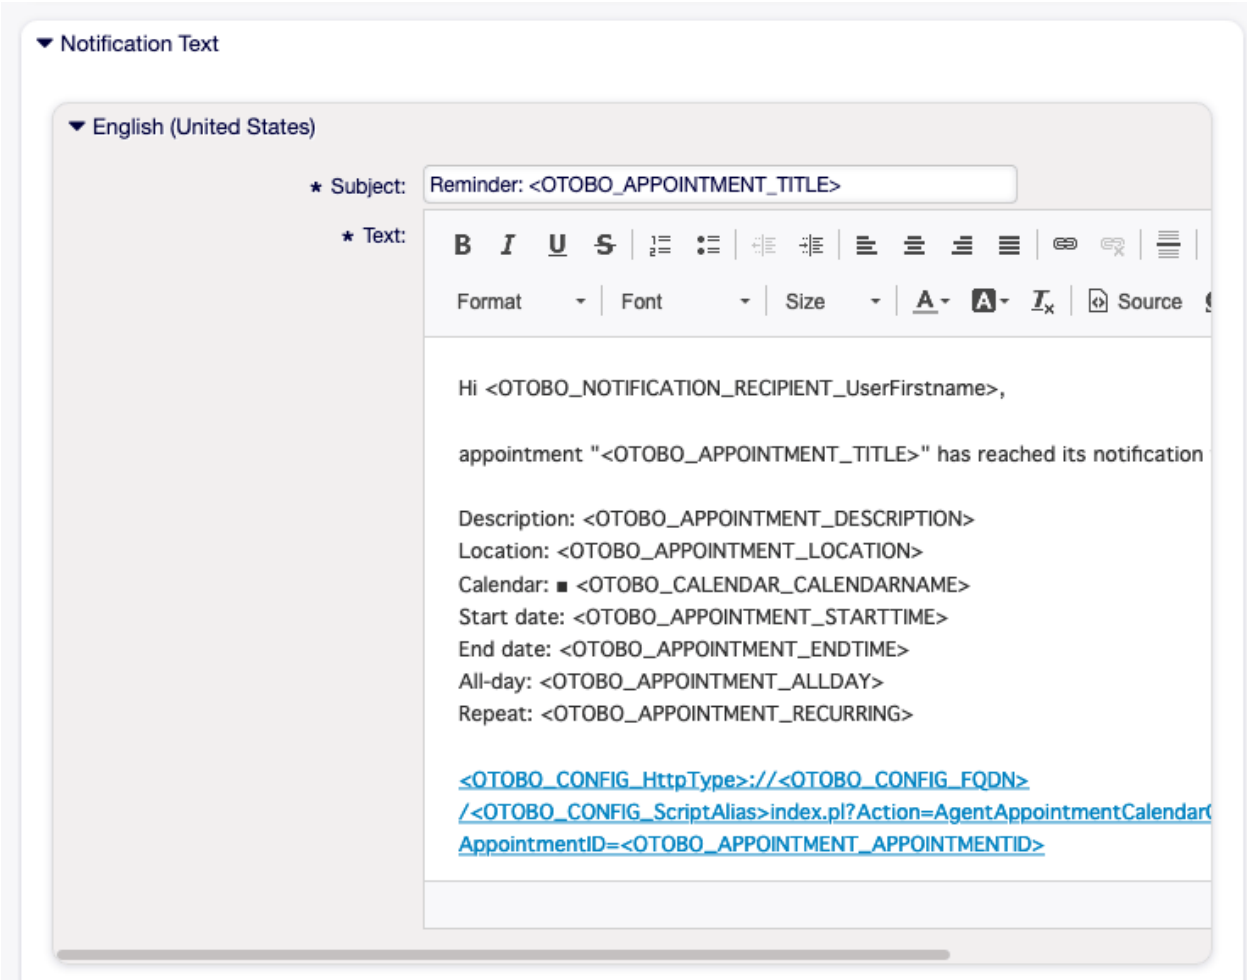 Notification Text
English (United States)
* Subject: Reminder: <OTOBO_APPOINTMENT_TITLE>
* Text:
Format Font Size Source
Hi <OTOBO_NOTIFICATION_RECIPIENT_UserFirstname>,
appointment "<OTOBO_APPOINTMENT_TITLE>" has reached its notification
Description: <OTOBO_APPOINTMENT_DESCRIPTION>
Location: <OTOBO_APPOINTMENT_LOCATION>
Calendar: ■ <OTOBO_CALENDAR_CALENDARNAME>
Start date: <OTOBO_APPOINTMENT_STARTTIME>
End date: <OTOBO_APPOINTMENT_ENDTIME>
All-day: <OTOBO_APPOINTMENT_ALLDAY>
Repeat: <OTOBO_APPOINTMENT_RECURRING>
<OTOBO_CONFIG_HttpType>://<OTOBO_CONFIG_FQDN>
/<OTOBO_CONFIG_ScriptAlias>index.pl?Action=AgentAppointmentCalendar
AppointmentID=<OTOBO_APPOINTMENT_APPOINTMENTID>